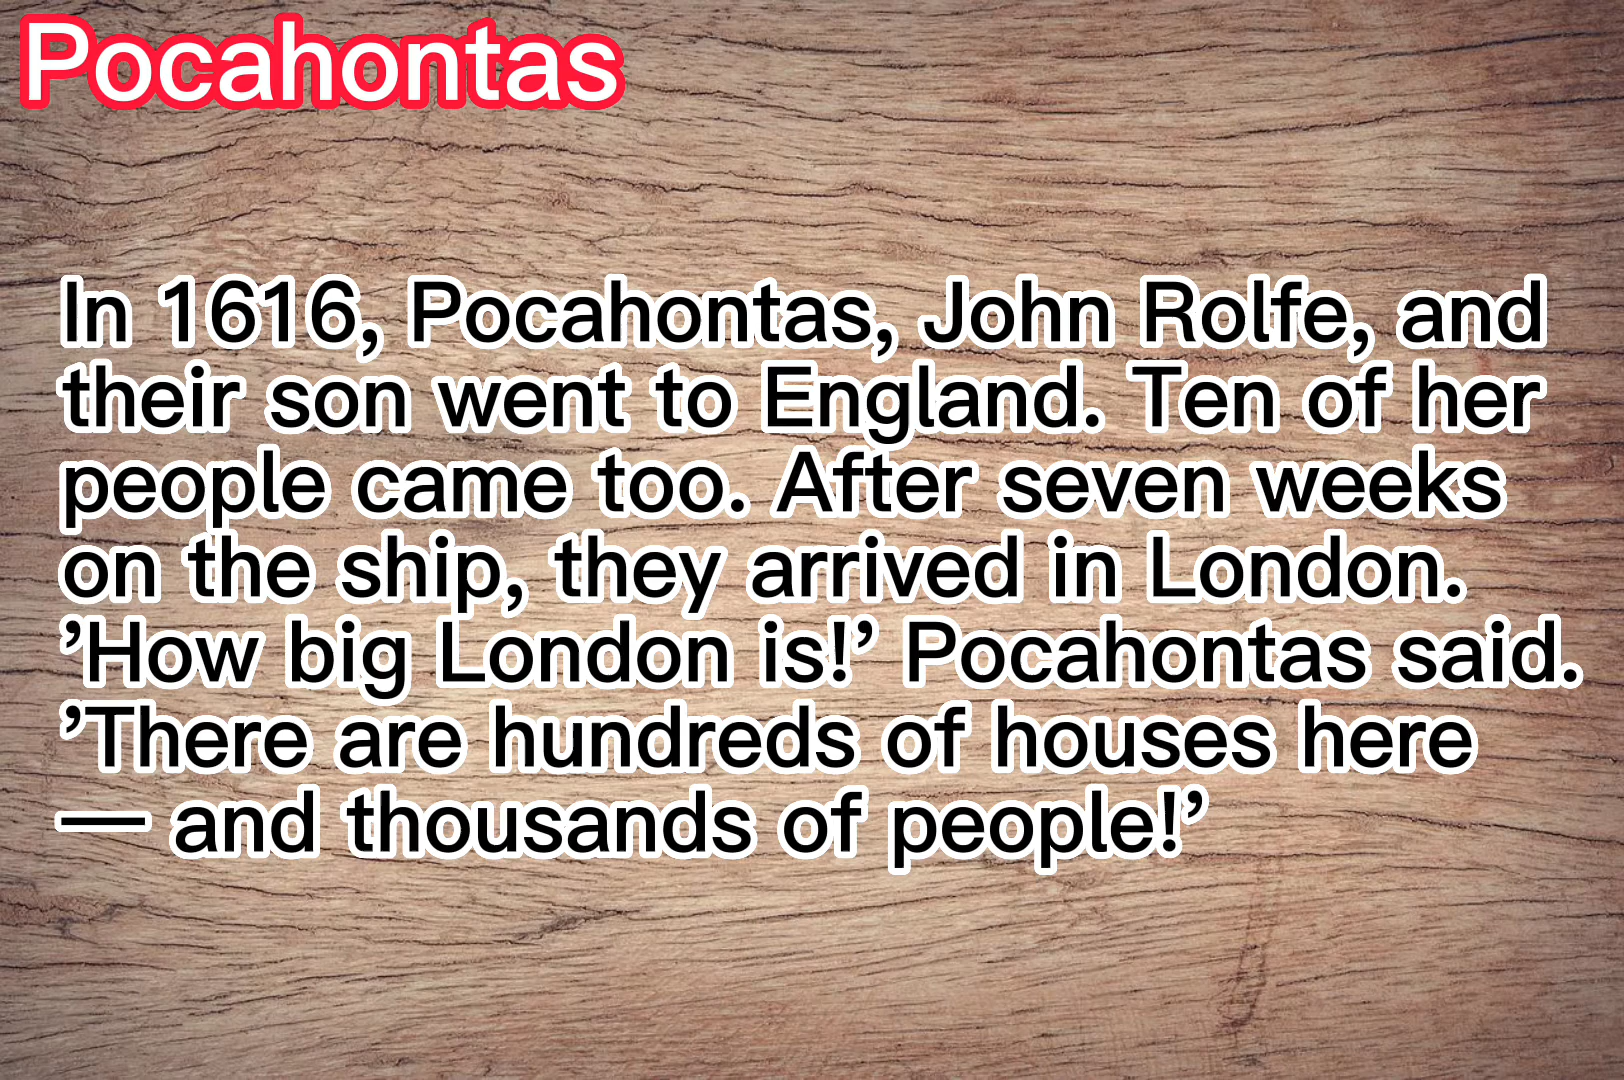 Pocahontas
In 1616, Pocahontas, John Rolfe, and
their son went to England. Ten of her
people came too. After seven weeks
on the ship, they arrived in London.
’How big London is!’ Pocahontas said.
’There are hundreds of houses here
— and thousands of people!’